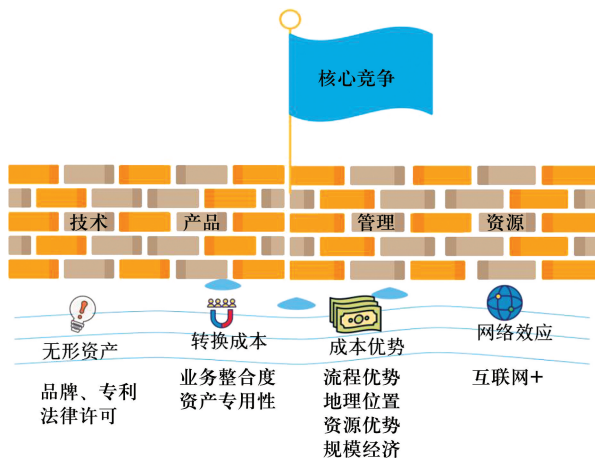 核心竞争
技术 产品 管理 资源
无形资产 转换成本 成本优势 网络效应
品牌、专利 业务整合度 流程优势 互联网+
法律许可 资产专用性 地理位置
资源优势
规模经济